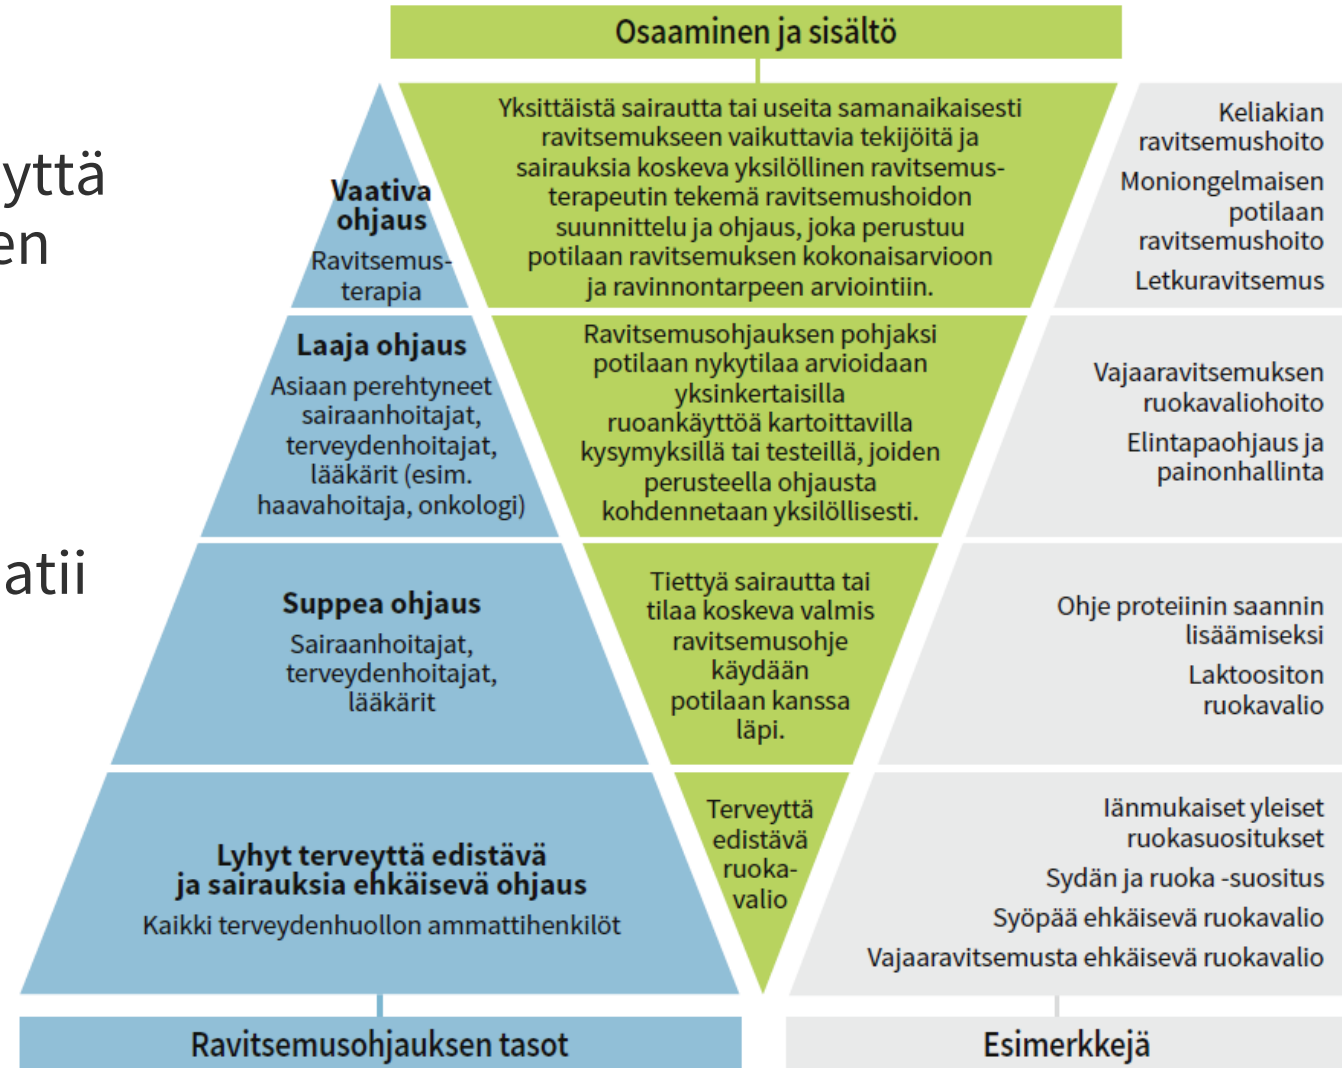 Osaaminen ja sisältö
yttä
en
atii
Vaativa
ohjaus
Ravitsemus-
terapia
Yksittäistä sairautta tai useita samanaikaisesti
ravitsemukseen vaikuttavia tekijöitä ja
sairauksia koskeva yksilöllinen ravitsemus-
terapeutin tekemä ravitsemushoidon
suunnittelu ja ohjaus, joka perustuu
potilaan ravitsemuksen kokonaisarvioon
ja ravinnontarpeen arviointiin.
Keliakian
ravitsemushoito
Moniongelmaisen
potilaan
ravitsemushoito
Letkuravitsemus
Laaja ohjaus
Asiaan perehtyneet
sairaanhoitajat,
terveydenhoitajat,
lääkärit (esim.
haavahoitaja, onkologi)
Ravitsemusohjauksen pohjaksi
potilaan nykytilaa arvioidaan
yksinkertaisilla
ruoankäyttöä kartoittavilla
kysymyksillä tai testeillä, joiden
perusteella ohjausta
kohdennetaan yksilöllisesti.
Vajaaravitsemuksen
ruokavaliohoito
Elintapaohjaus ja
painonhallinta
Suppea ohjaus
Sairaanhoitajat,
terveydenhoitajat,
lääkärit
Tiettyä sairautta tai
tilaa koskeva valmis
ravitsemusohje
käydään
potilaan kanssa
läpi.
Ohje proteiinin saannin
lisäämiseksi
Laktoositon
ruokavalio
Lyhyt terveyttä edistävä
ja sairauksia ehkäisevä ohjaus
Kaikki terveydenhuollon ammattihenkilöt
Terveyttä
edistävä
ruoka-
valio
Iänmukaiset yleiset
ruokasuositukset
Sydän ja ruoka -suositus
Syöpää ehkäisevä ruokavalio
Vajaaravitsemusta ehkäisevä ruokavalio
Ravitsemusohjauksen tasot
Esimerkkejä